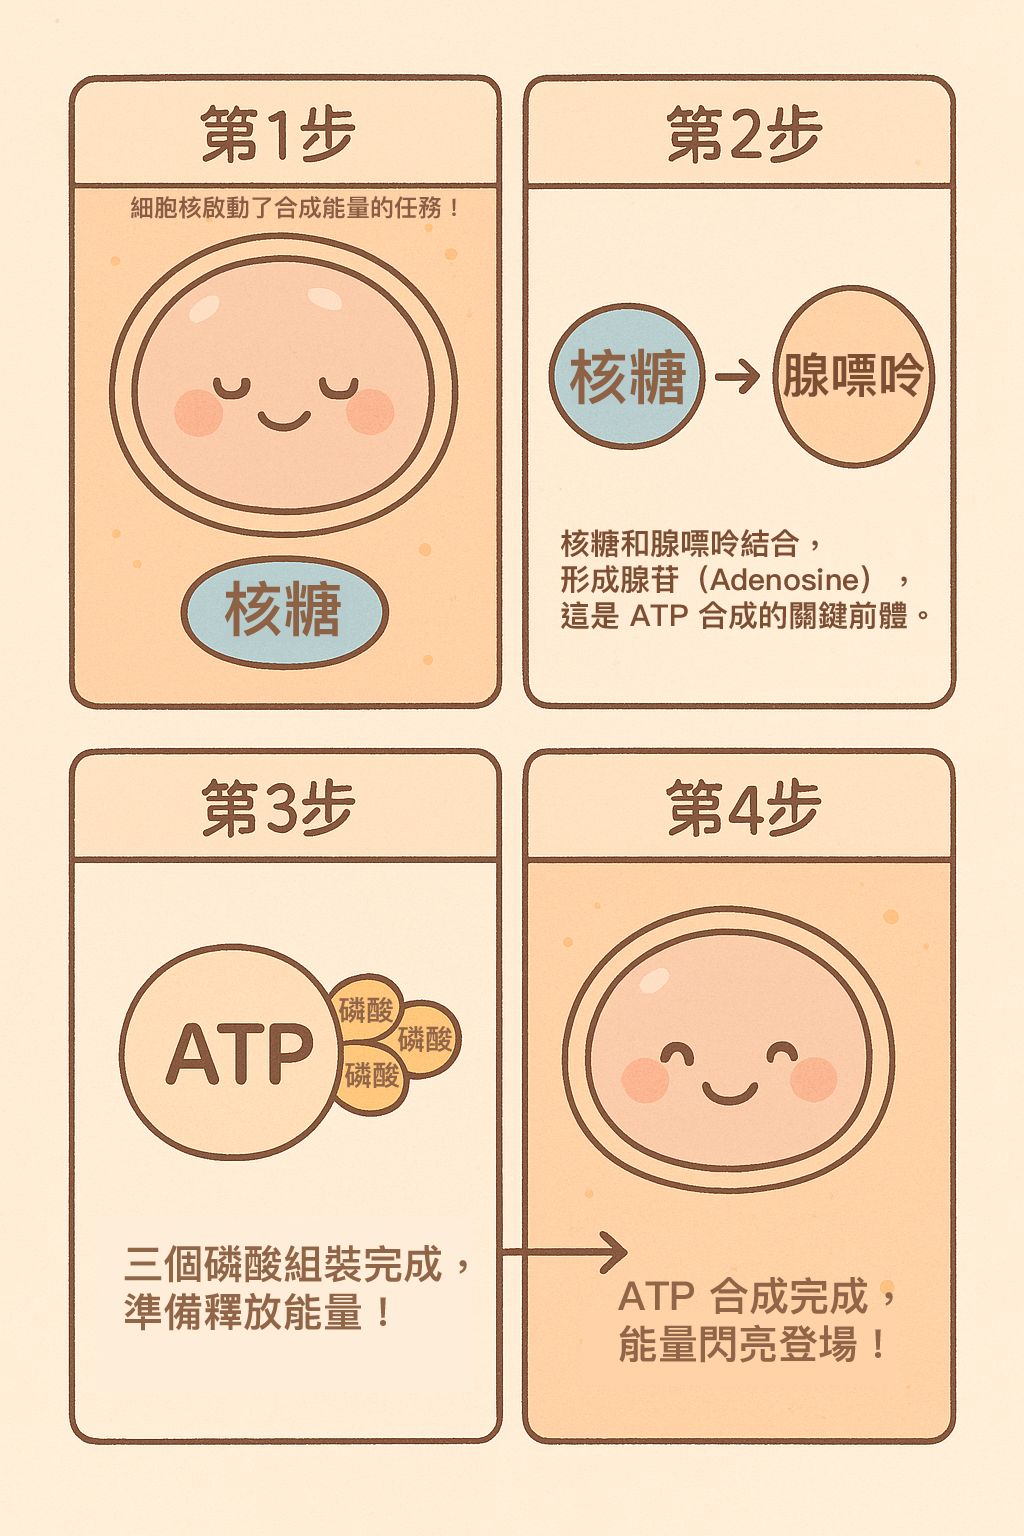 第1步
細胞核啟動了合成能量的任務！
核糖
第2步
核糖
腺嘌呤
核糖和腺嘌呤結合，
形成腺苷（Adenosine），
這是 ATP 合成的關鍵前體。
第3步
ATP
磷酸
磷酸
磷酸
三個磷酸組裝完成，
準備釋放能量！
第4步
ATP 合成完成，
能量閃亮登場！